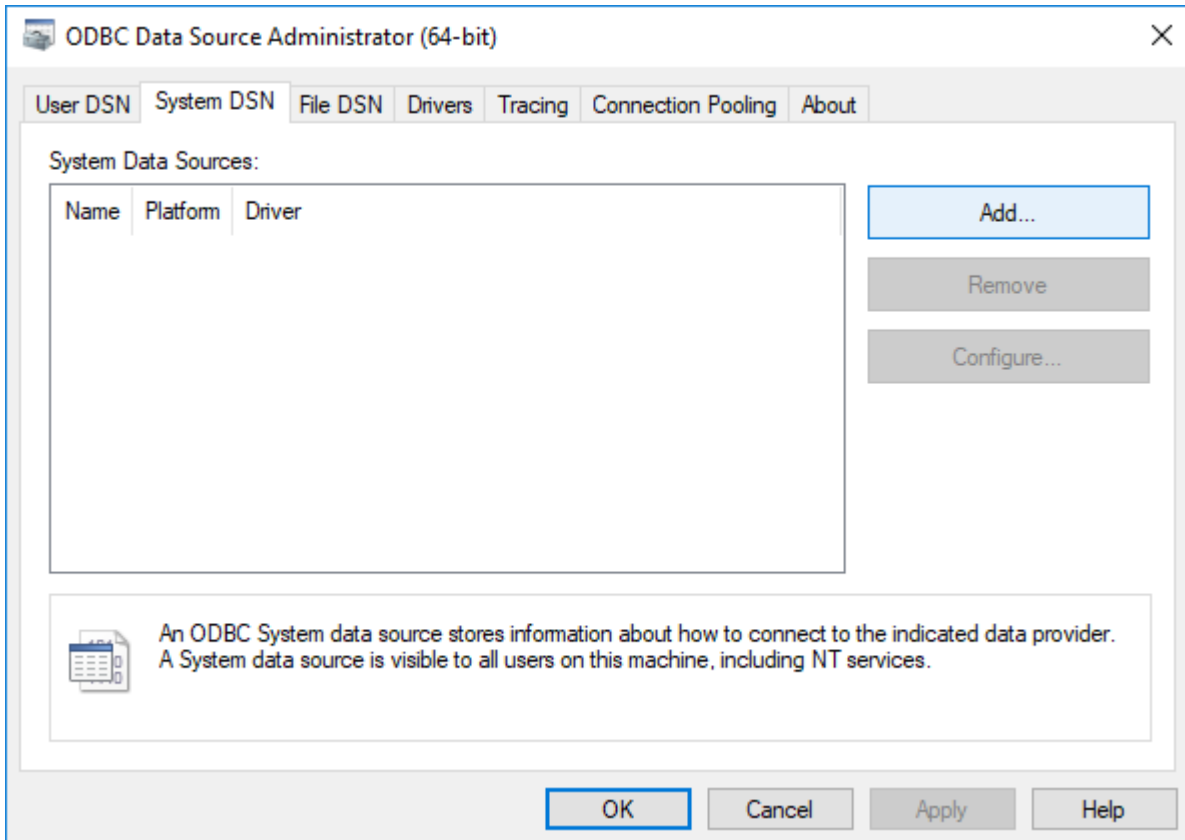 ODBC Data Source Administrator (64-bit)
User DSN System DSN File DSN Drivers Tracing Connection Pooling About
System Data Sources:
Name Platform Driver
Add...
Remove
Configure...
An ODBC System data source stores information about how to connect to the indicated data provider.
A System data source is visible to all users on this machine, including NT services.
OK Cancel Apply Help